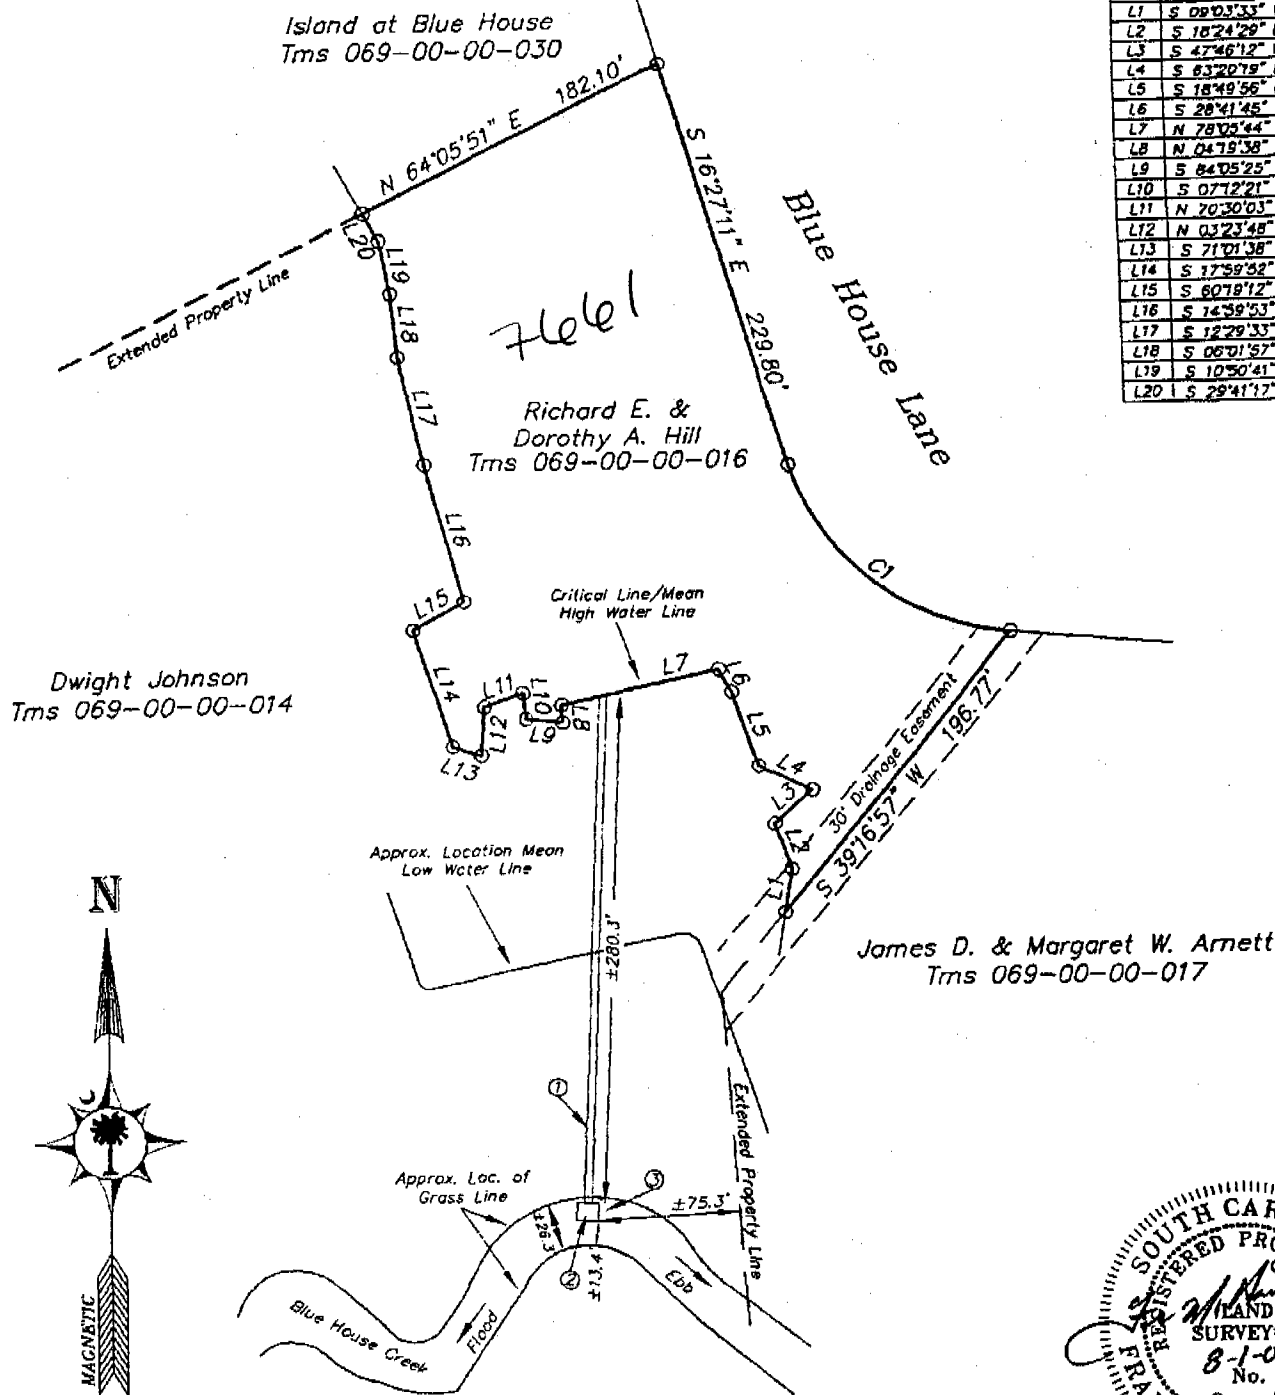 Island at Blue House
Tms 069-00-00-030
L1 S 09°03'33"
L2 S 18°24'29"
L3 S 47°46'12"
L4 S 63°20'19"
L5 S 18°49'56"
L6 S 28°41'45"
L7 N 78°05'44"
L8 N 04°19'38"
L9 S 84°05'25"
L10 S 07°12'21"
L11 N 70°30'03"
L12 N 03°23'48"
L13 S 71°01'38"
L14 S 17°59'52"
L15 S 60°19'12"
L16 S 14°59'53"
L17 S 12°29'33"
L18 S 06°01'57"
L19 S 10°50'41"
L20 S 29°41'17"
N 64°05'51" E 182.10'
S 16°27'11" E 229.80'
Blue House Lane
Extended Property Line
L20
L19
L18
L17
L16
L15
L14
L13
L12
L11
L10
L9
L8
L7
L6
L5
L4
L3
L2
L1
7661
Richard E. &
Dorothy A. Hill
Tms 069-00-00-016
C1
Critical Line/Mean
High Water Line
Dwight Johnson
Tms 069-00-00-014
30' Drainage Easement
S 39°16'57" W 196.77'
Approx. Location Mean
Low Water Line
±280.3'
James D. & Margaret W. Arnett
Tms 069-00-00-017
N
MAGNETIC
1
Extended Property Line
Approx. Loc. of
Grass Line
3
±75.3'
±26.3'
2
±13.4'
Ebb
Flood
Blue House Creek
SOUTH CAR
REGISTERED PRO
LAND
SURVEY
8-1-0
No.
FRA